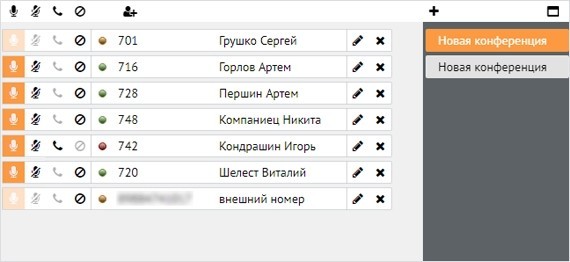 701 Грушко Сергей
Новая конференция
716 Горлов Артем
Новая конференция
728 Першин Артем
748 Компаниец Никита
742 Кондрашин Игорь
720 Шелест Виталий
внешний номер